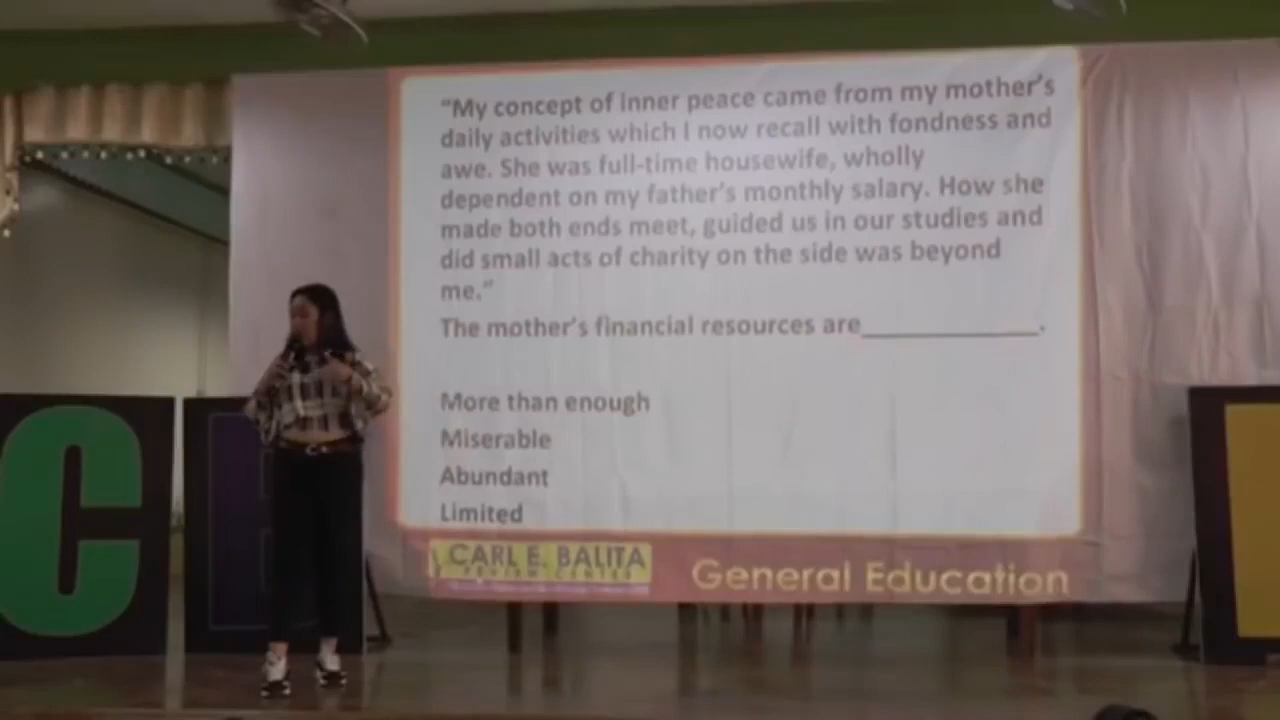 "My concept of inner peace came from my mother's
daily activities which I now recall with fondness and
awe. She was full-time housewife, wholly
dependent on my father's monthly salary. How she
made both ends meet, guided us in our studies and
did small acts of charity on the side was beyond
me."
The mother's financial resources are____________.
More than enough
Miserable
Abundant
Limited
CARL E. BALITA
REVIEW CENTER
General Education
C